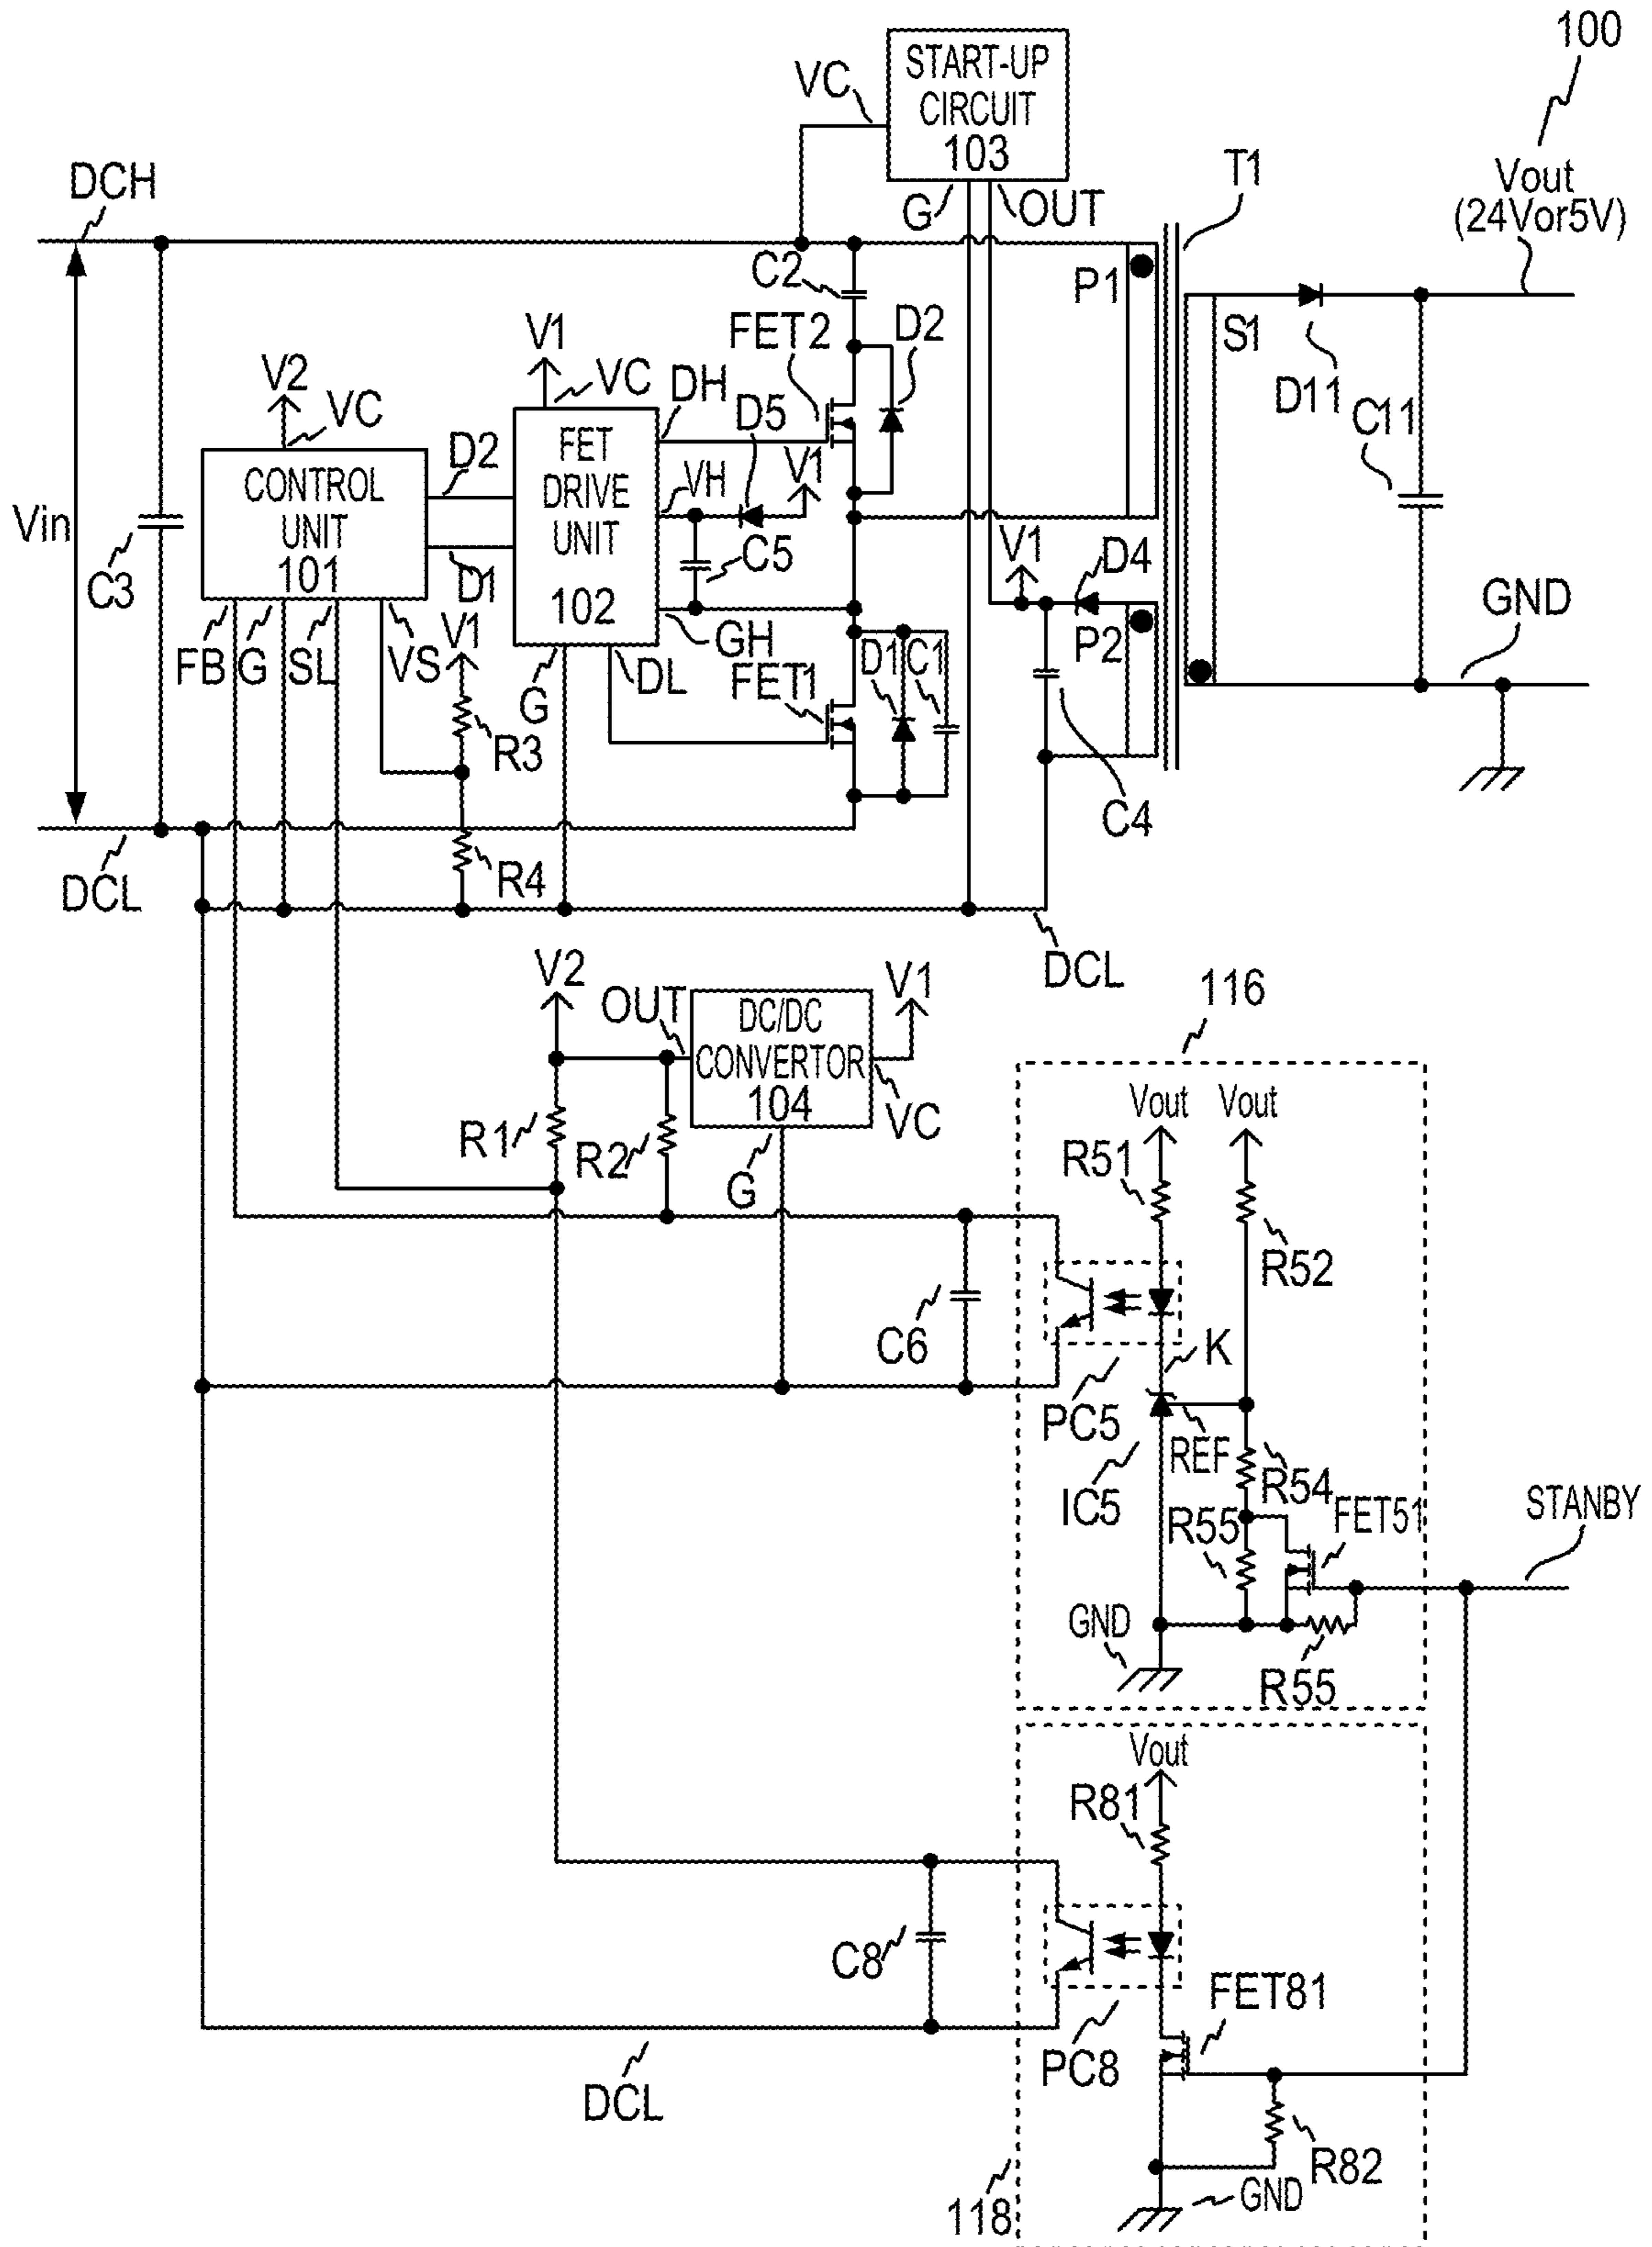 100
START-UP
CIRCUIT
103
VC
DCH
T1
Vout
(24Vor5V)
G
OUT
C2
P1
FET2
D2
S1
V1
V2
VC
DH
D11
VC
D5
C11
D2
FET
DRIVE
UNIT
102
V1
CONTROL
UNIT
101
VH
Vin
V1
D4
C3
D1
C5
GND
V1
GH
P2
FB
G
SL
VS
DL
FET1
D1
C1
G
R3
C4
R4
DCL
V2
DCL
116
OUT
DC/DC
CONVERTOR
104
V1
Vout
Vout
VC
R1
R2
R51
G
R52
C6
K
PC5
REF
R54
IC5
R55
FET51
STANBY
GND
R55
Vout
R81
C8
FET81
PC8
DCL
R82
118
GND